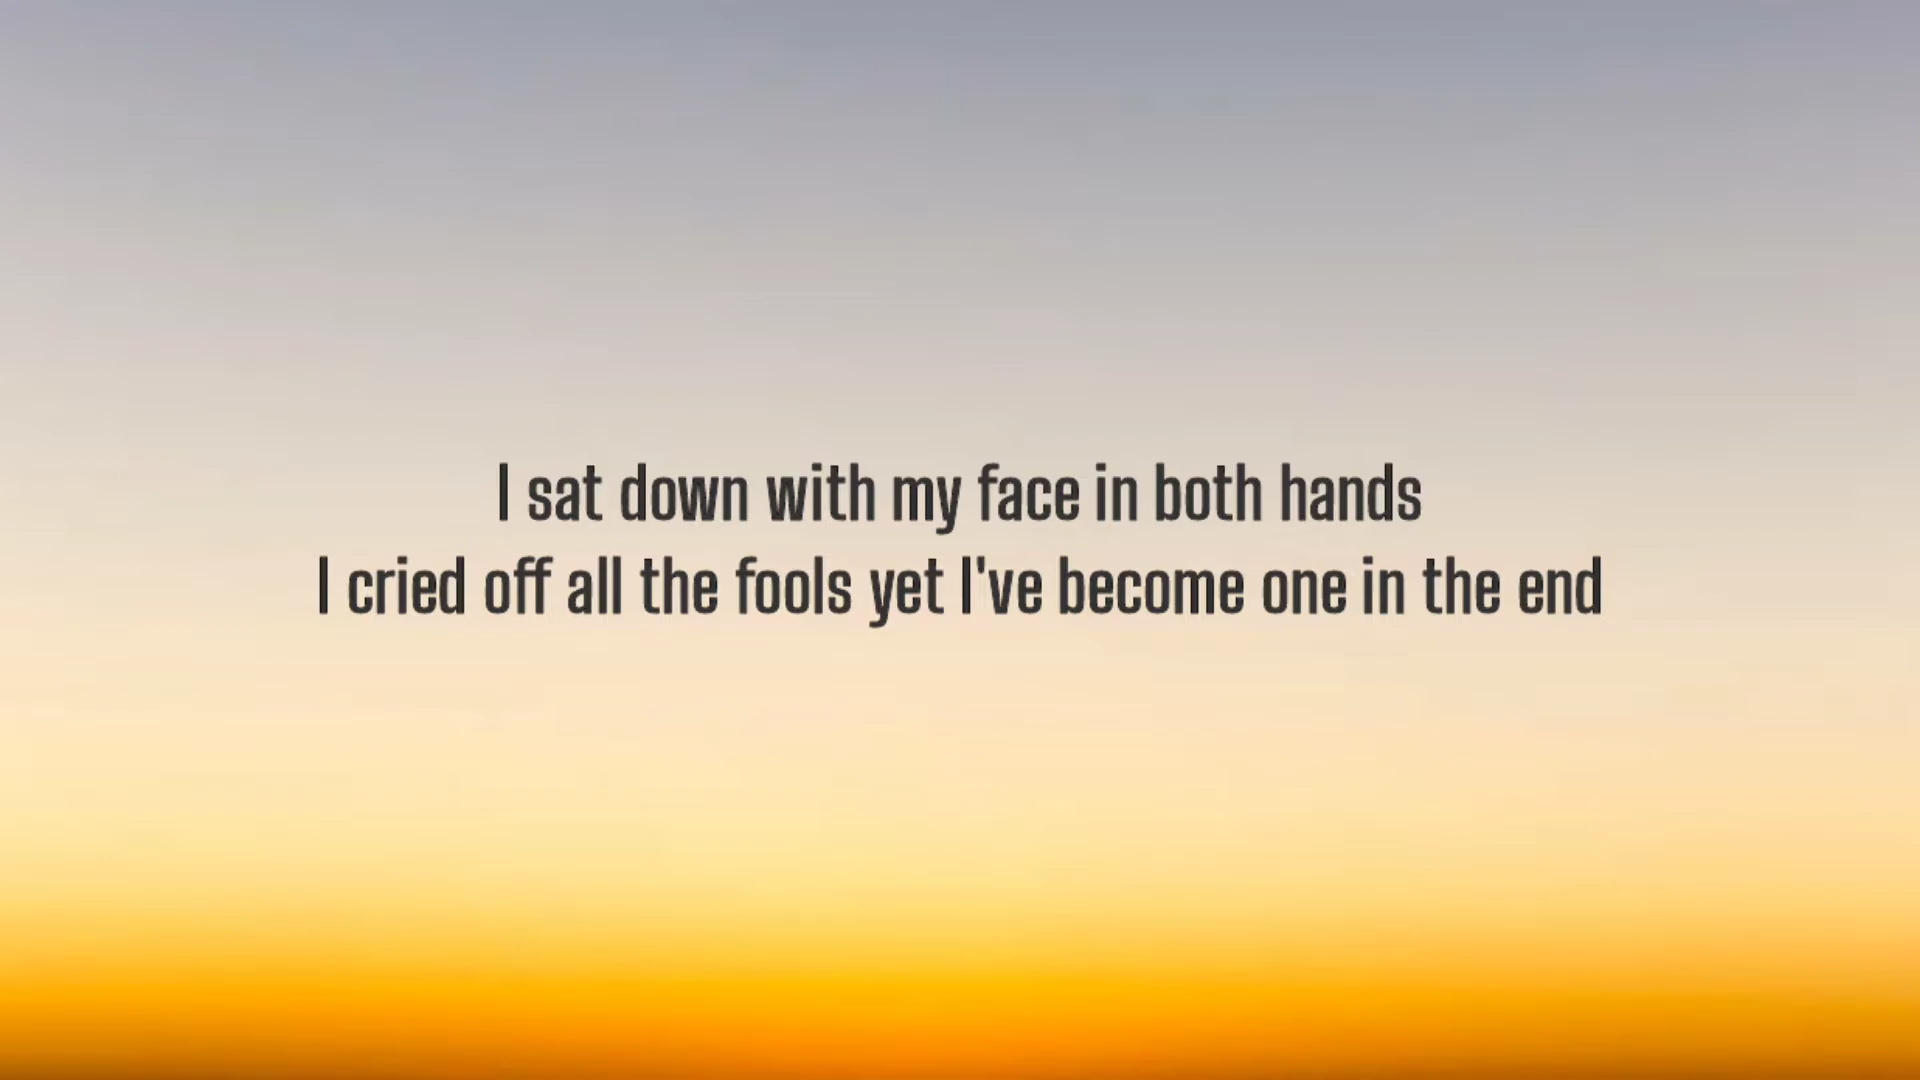 I sat down with my face in both hands
I cried off all the fools yet I've become one in the end